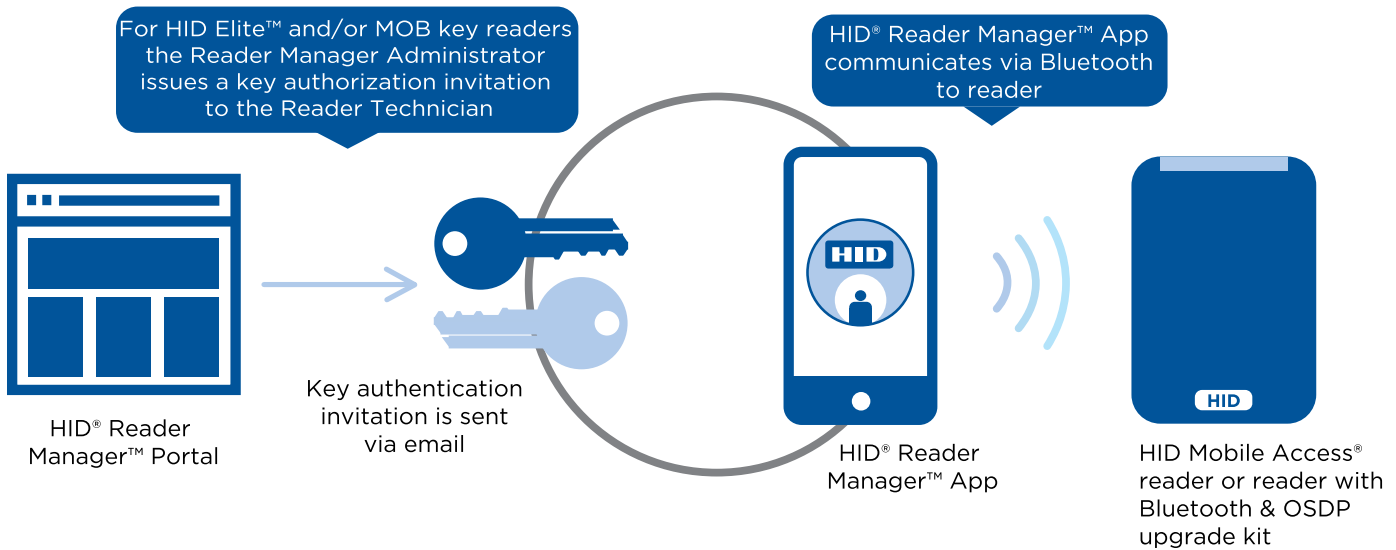 For HID Elite™ and/or MOB key readers
the Reader Manager Administrator
issues a key authorization invitation
to the Reader Technician
HID® Reader Manager™ App
communicates via Bluetooth
to reader
HID® Reader
Manager™ Portal
Key authentication
invitation is sent
via email
HID
HID® Reader
Manager™ App
HID
HID Mobile Access®
reader or reader with
Bluetooth & OSDP
upgrade kit